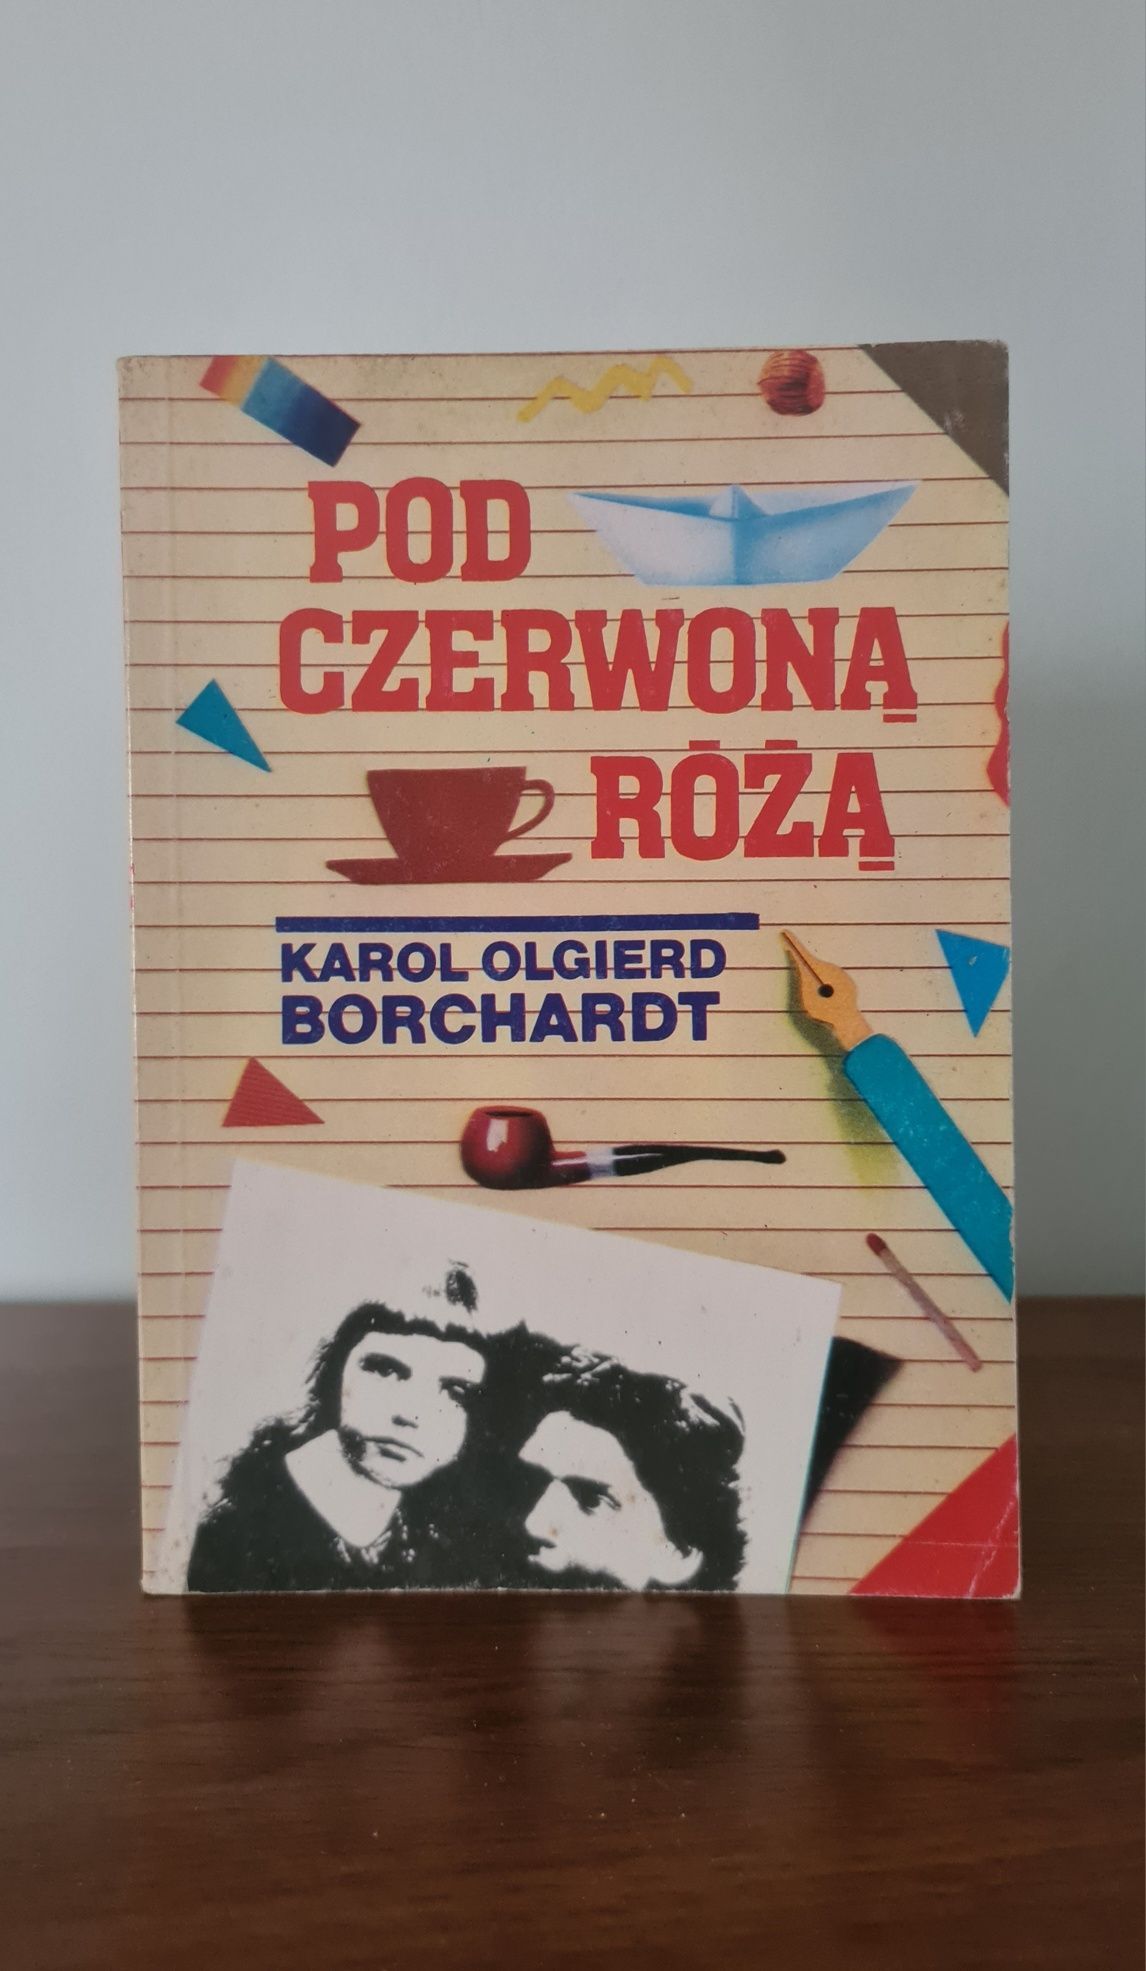 POD
CZERWONĄ
RÓŻĄ
KAROL OLGIERD
BORCHARDT